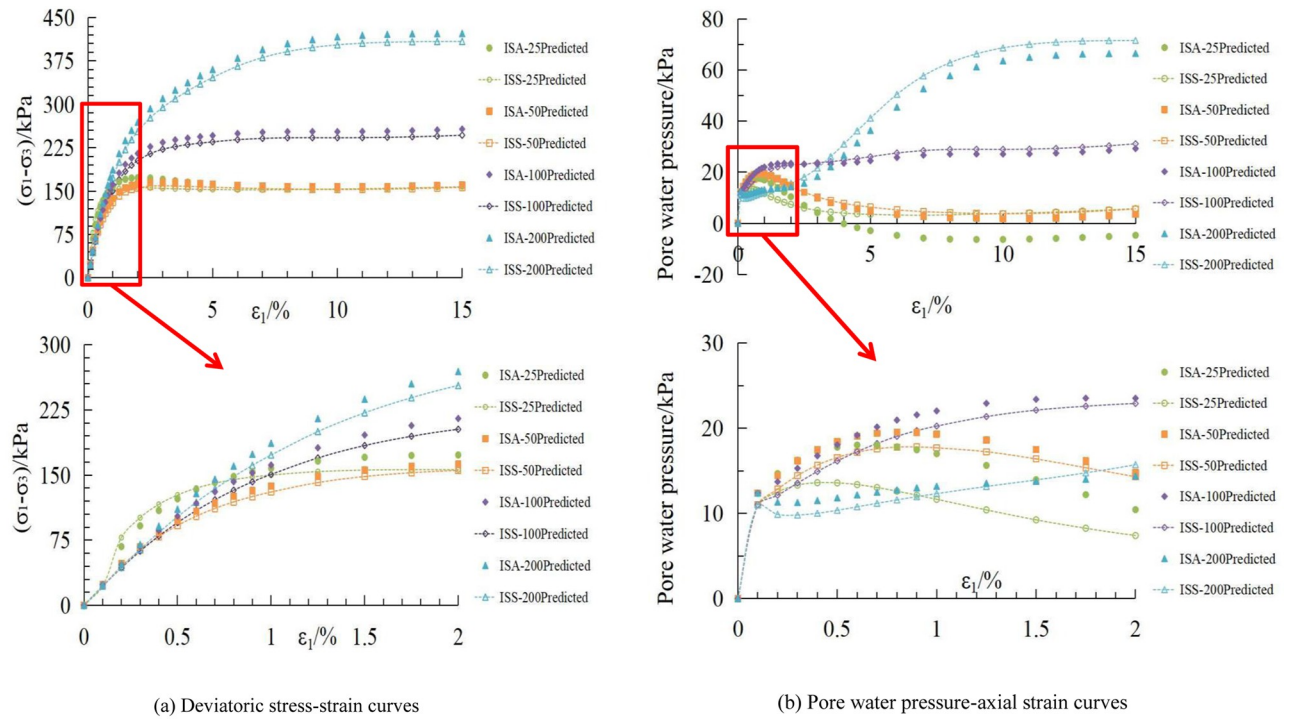 450
375
300
225
150
75
0
(σ1-σ3)/kPa
0 5 10 15
ε1/%
ISA-25Predicted
ISS-25Predicted
ISA-50Predicted
ISS-50Predicted
ISA-100Predicted
ISS-100Predicted
ISA-200Predicted
ISS-200Predicted
80
60
40
20
0
-20
Pore water pressure/kPa
0 5 10 15
ε1/%
ISA-25Predicted
ISS-25Predicted
ISA-50Predicted
ISS-50Predicted
ISA-100Predicted
ISS-100Predicted
ISA-200Predicted
ISS-200Predicted
300
225
150
75
0
(σ1-σ3)/kPa
0 0.5 1 1.5 2
ε1/%
ISA-25Predicted
ISS-25Predicted
ISA-50Predicted
ISS-50Predicted
ISA-100Predicted
ISS-100Predicted
ISA-200Predicted
ISS-200Predicted
30
20
10
0
Pore water pressure/kPa
ε1/%
0 0.5 1 1.5 2
ISA-25Predicted
ISS-25Predicted
ISA-50Predicted
ISS-50Predicted
ISA-100Predicted
ISS-100Predicted
ISA-200Predicted
ISS-200Predicted
(a) Deviatoric stress-strain curves
(b) Pore water pressure-axial strain curves